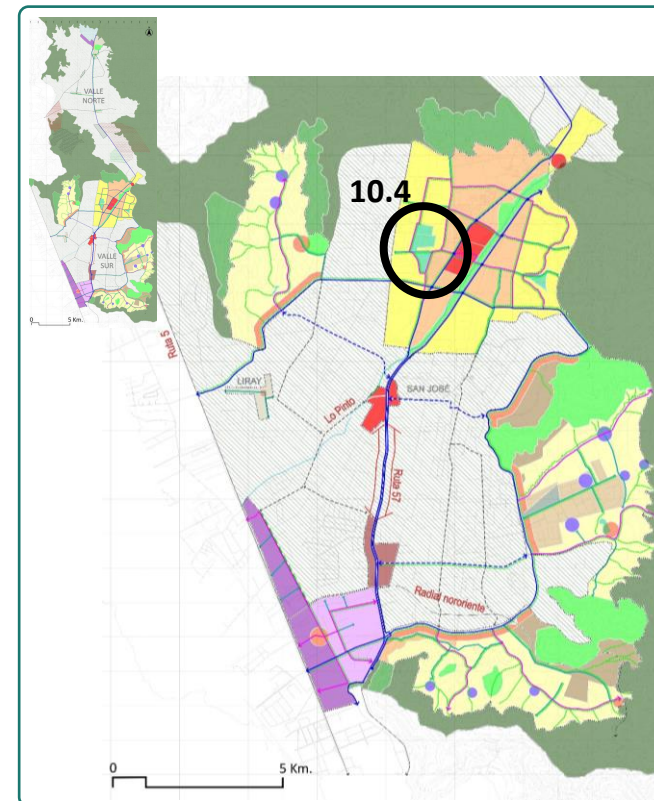 VALLE
NORTE
VALLE
SUR
0
5 Km.
10.4
Ruta 5
LIRAY
Lo Pinto
SAN JOSÉ
Ruta 57
Radial nororiente
0
5 Km.